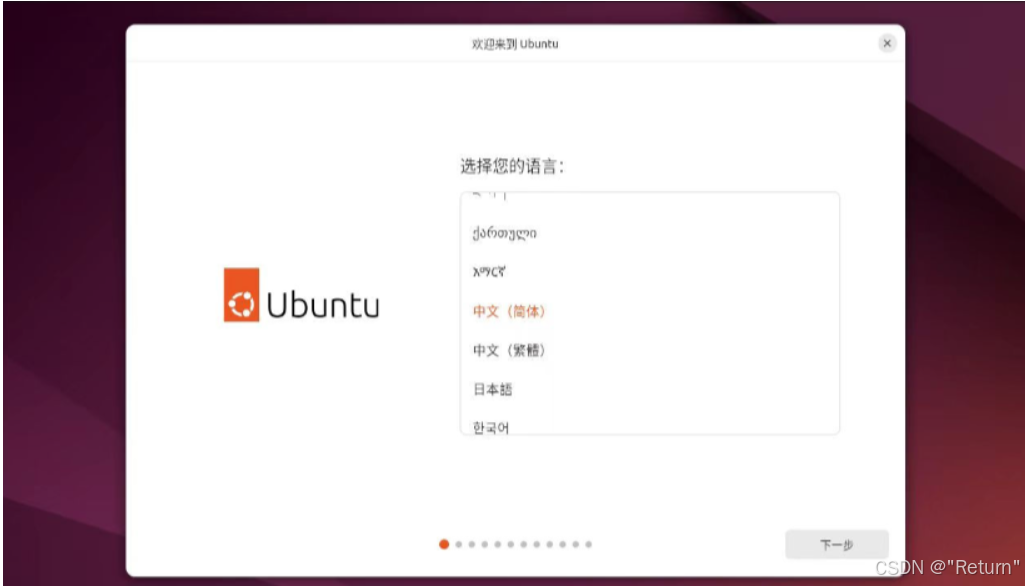 欢迎来到 Ubuntu
选择您的语言：
ქართული
አማርኛ
Ubuntu
中文（简体）
中文（繁體）
日本語
한국어
下一步
CSDN @"Return"